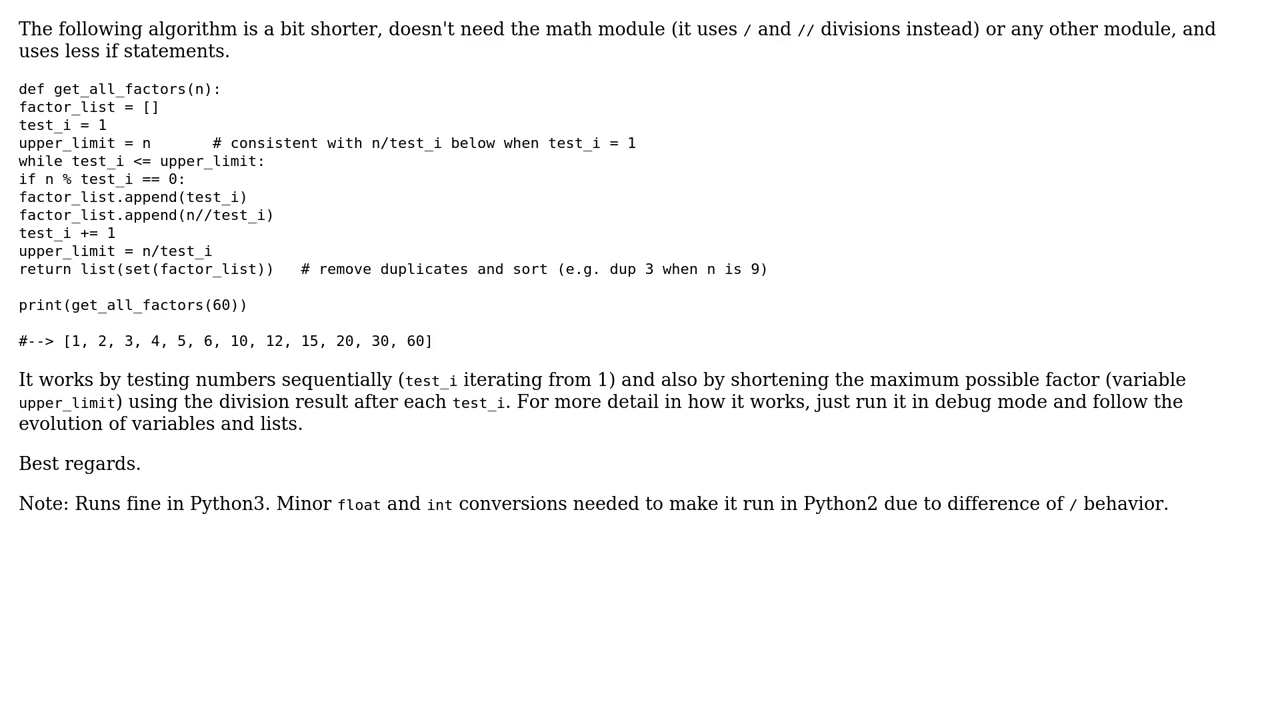 The following algorithm is a bit shorter, doesn't need the math module (it uses / and // divisions instead) or any other module, and
uses less if statements.
def get_all_factors(n):
factor_list = []
test_i = 1
upper_limit = n       # consistent with n/test_i below when test_i = 1
while test_i <= upper_limit:
if n % test_i == 0:
factor_list.append(test_i)
factor_list.append(n//test_i)
test_i += 1
upper_limit = n/test_i
return list(set(factor_list))   # remove duplicates and sort (e.g. dup 3 when n is 9)
print(get_all_factors(60))
#--> [1, 2, 3, 4, 5, 6, 10, 12, 15, 20, 30, 60]
It works by testing numbers sequentially (test_i iterating from 1) and also by shortening the maximum possible factor (variable
upper_limit) using the division result after each test_i. For more detail in how it works, just run it in debug mode and follow the
evolution of variables and lists.
Best regards.
Note: Runs fine in Python3. Minor float and int conversions needed to make it run in Python2 due to difference of / behavior.